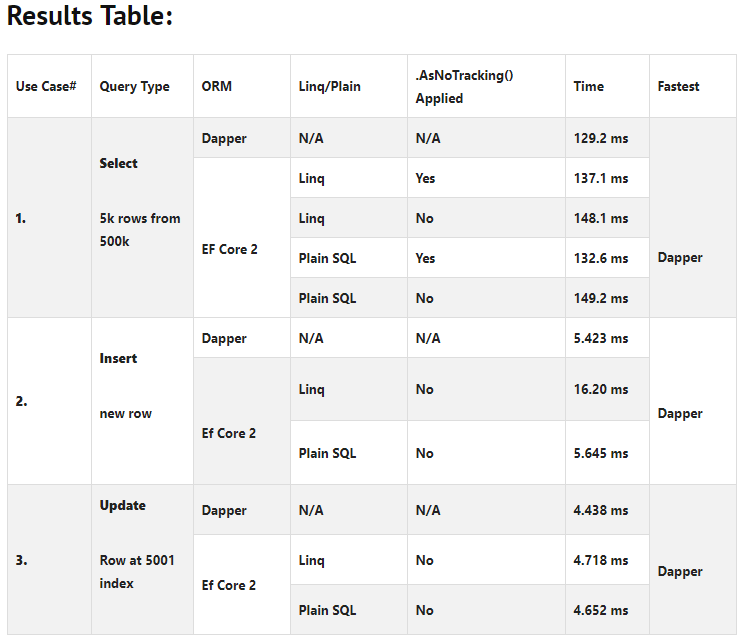 Results Table:
Use Case# Query Type ORM Linq/Plain .AsNoTracking() Applied Time Fastest
1. Select 5k rows from 500k Dapper N/A N/A 129.2 ms Dapper
EF Core 2 Linq Yes 137.1 ms
Linq No 148.1 ms
Plain SQL Yes 132.6 ms
Plain SQL No 149.2 ms
2. Insert new row Dapper N/A N/A 5.423 ms Dapper
Ef Core 2 Linq No 16.20 ms
Plain SQL No 5.645 ms
3. Update Row at 5001 index Dapper N/A N/A 4.438 ms Dapper
Ef Core 2 Linq No 4.718 ms
Plain SQL No 4.652 ms